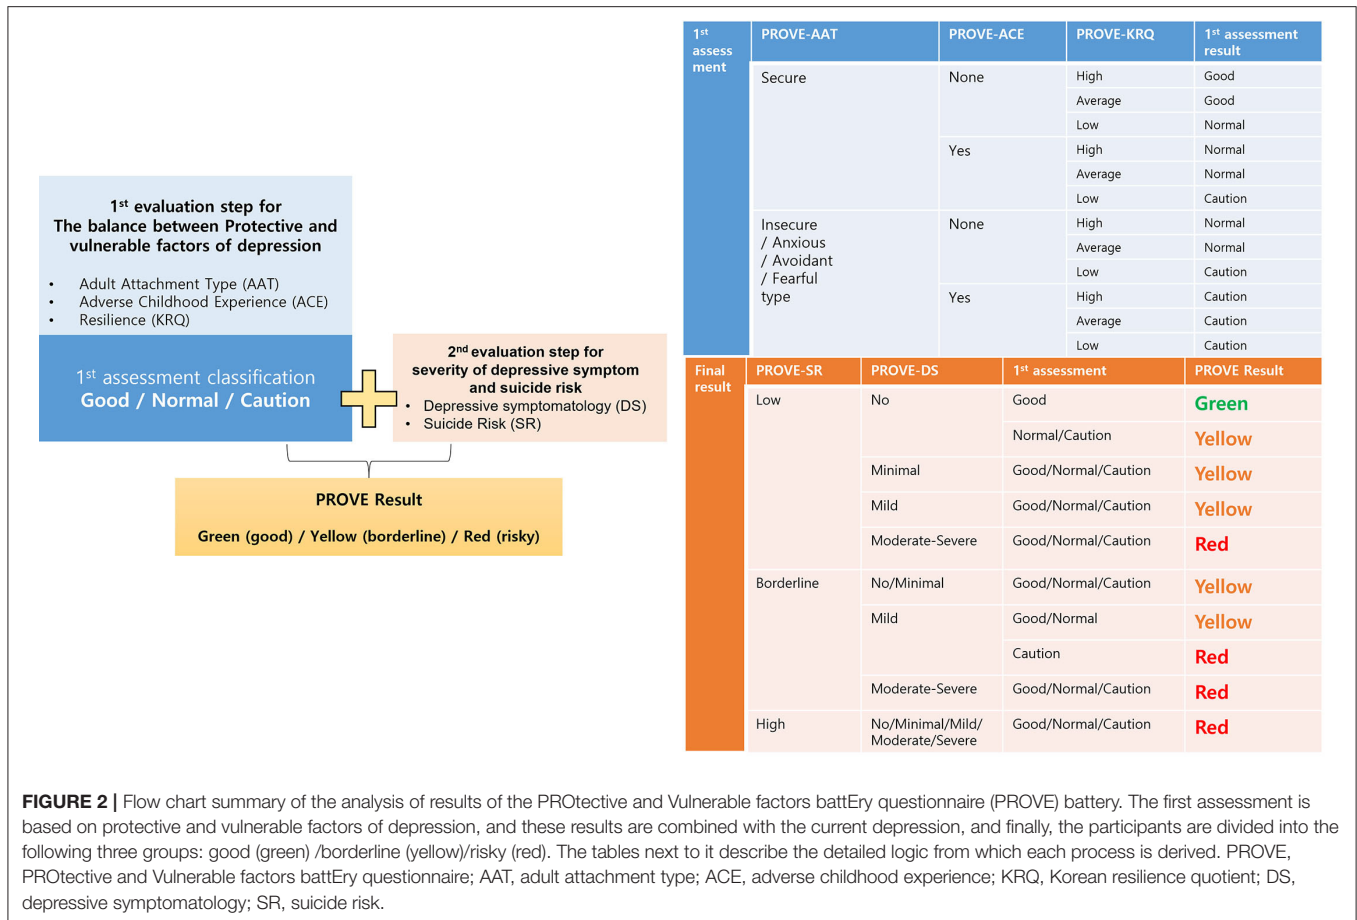 1st evaluation step for
The balance between Protective and
vulnerable factors of depression
• Adult Attachment Type (AAT)
• Adverse Childhood Experience (ACE)
• Resilience (KRQ)
1st assessment classification
Good / Normal / Caution
2nd evaluation step for
severity of depressive symptom
and suicide risk
• Depressive symptomatology (DS)
• Suicide Risk (SR)
PROVE Result
Green (good) / Yellow (borderline) / Red (risky)
1st
assess
ment
PROVE-AAT
PROVE-ACE
PROVE-KRQ
1st assessment
result
Secure
None
High
Good
Average
Good
Low
Normal
Yes
High
Normal
Average
Normal
Low
Caution
Insecure
/ Anxious
/ Avoidant
/ Fearful
type
None
High
Normal
Average
Normal
Low
Caution
Yes
High
Caution
Average
Caution
Low
Caution
Final
result
PROVE-SR
PROVE-DS
1st assessment
PROVE Result
Low
No
Good
Green
Normal/Caution
Yellow
Minimal
Good/Normal/Caution
Yellow
Mild
Good/Normal/Caution
Yellow
Moderate-Severe
Good/Normal/Caution
Red
Borderline
No/Minimal
Good/Normal/Caution
Yellow
Mild
Good/Normal
Yellow
Caution
Red
Moderate-Severe
Good/Normal/Caution
Red
High
No/Minimal/Mild/
Moderate/Severe
Good/Normal/Caution
Red
FIGURE 2 | Flow chart summary of the analysis of results of the PROtective and Vulnerable factors battEry questionnaire (PROVE) battery. The first assessment is
based on protective and vulnerable factors of depression, and these results are combined with the current depression, and finally, the participants are divided into the
following three groups: good (green) /borderline (yellow)/risky (red). The tables next to it describe the detailed logic from which each process is derived. PROVE,
PROtective and Vulnerable factors battEry questionnaire; AAT, adult attachment type; ACE, adverse childhood experience; KRQ, Korean resilience quotient; DS,
depressive symptomatology; SR, suicide risk.